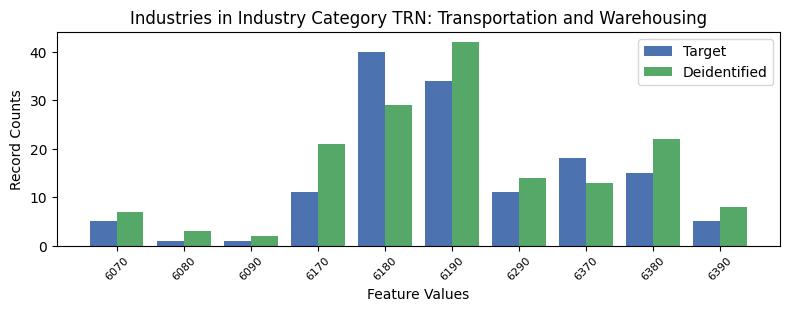 Industries in Industry Category TRN: Transportation and Warehousing
Target
Deidentified
Record Counts
40
30
20
10
0
6070 6080 6090 6170 6180 6190 6290 6370 6380 6390
Feature Values